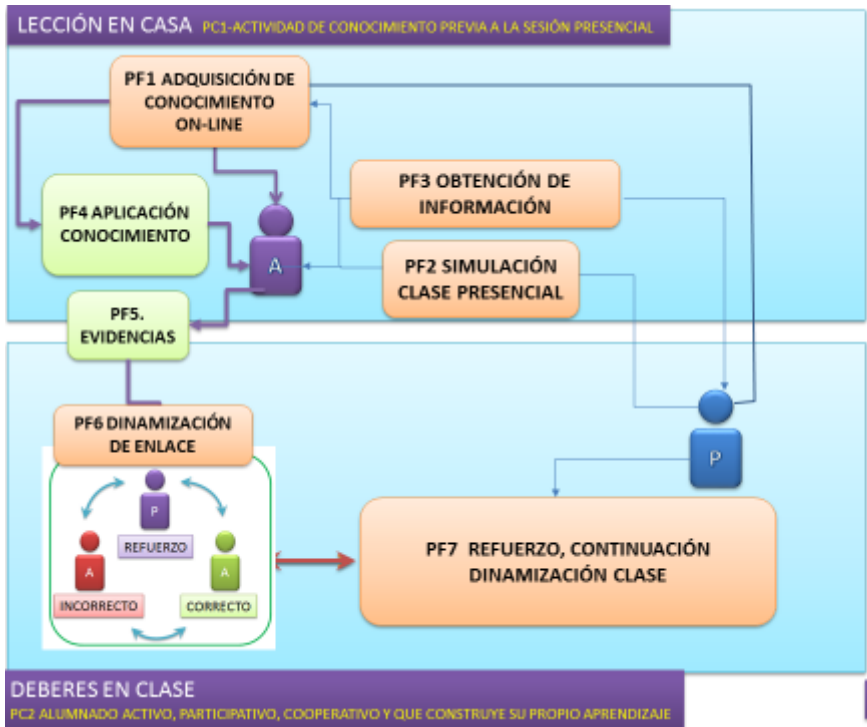 LECCIÓN EN CASA PC1-ACTIVIDAD DE CONOCIMIENTO PREVIA A LA SESIÓN PRESENCIAL
PF1 ADQUISICIÓN DE
CONOCIMIENTO
ON-LINE
PF3 OBTENCIÓN DE
INFORMACIÓN
PF4 APLICACIÓN
CONOCIMIENTO
A
PF2 SIMULACIÓN
CLASE PRESENCIAL
PF5.
EVIDENCIAS
PF6 DINAMIZACIÓN
DE ENLACE
P
P
REFUERZO
A
A
INCORRECTO
CORRECTO
PF7 REFUERZO, CONTINUACIÓN
DINAMIZACIÓN CLASE
DEBERES EN CLASE
PC2 ALUMNADO ACTIVO, PARTICIPATIVO, COOPERATIVO Y QUE CONSTRUYE SU PROPIO APRENDIZAJE